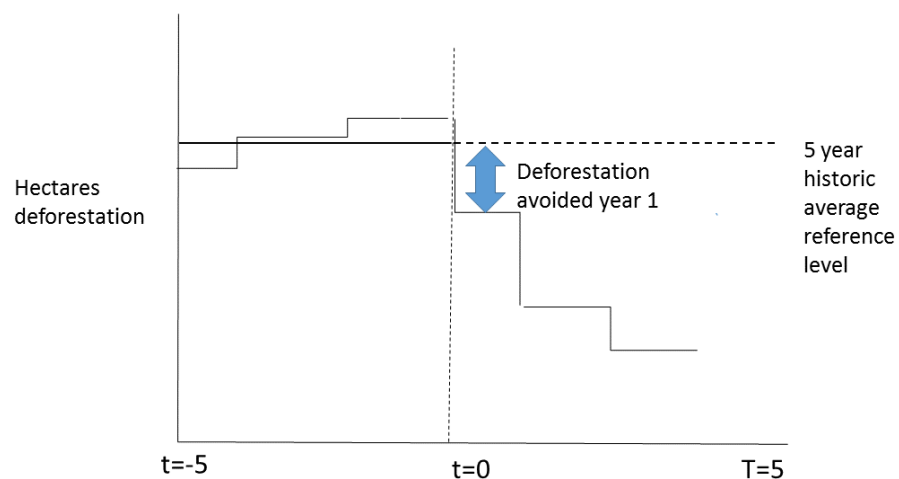 Hectares
deforestation
Deforestation
avoided year 1
5 year
historic
average
reference
level
t=-5
t=0
T=5